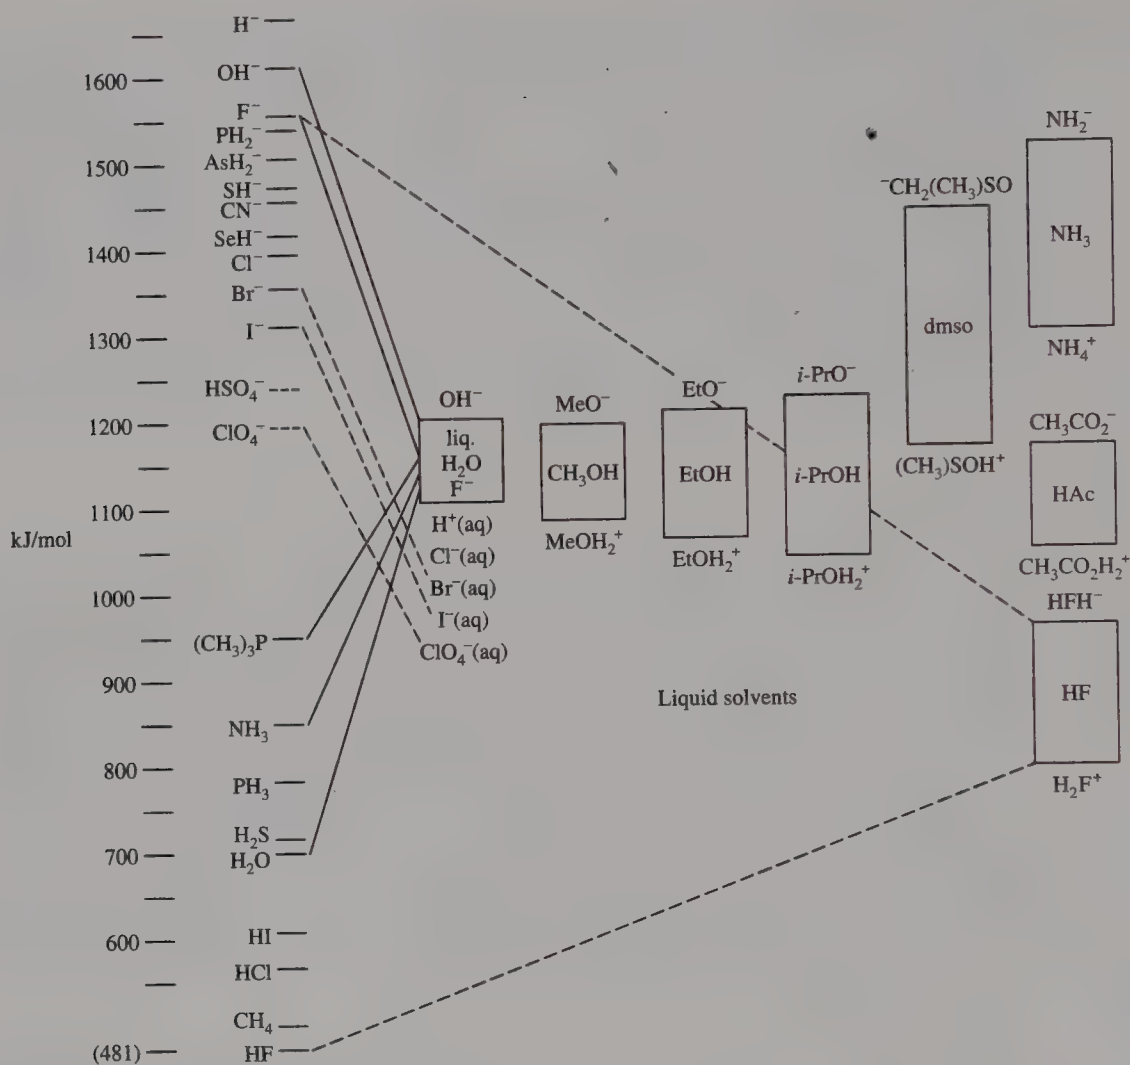 H⁻
1600
OH⁻
F⁻
PH₂⁻
1500
AsH₂⁻
SH⁻
CN⁻
SeH⁻
1400
Cl⁻
Br⁻
1300
I⁻
HSO₄⁻
1200
ClO₄⁻
1100
kJ/mol
1000
(CH₃)₃P
900
NH₃
800
PH₃
H₂S
700
H₂O
600
HI
HCl
CH₄
(481)
HF
OH⁻
liq.
H₂O
F⁻
H⁺(aq)
Cl⁻(aq)
Br⁻(aq)
I⁻(aq)
ClO₄⁻(aq)
MeO⁻
CH₃OH
MeOH₂⁺
EtO⁻
EtOH
EtOH₂⁺
i-PrO⁻
i-PrOH
i-PrOH₂⁺
⁻CH₂(CH₃)SO
dmso
(CH₃)SOH⁺
NH₂⁻
NH₃
NH₄⁺
CH₃CO₂⁻
HAc
CH₃CO₂H₂⁺
HFH⁻
HF
H₂F⁺
Liquid solvents